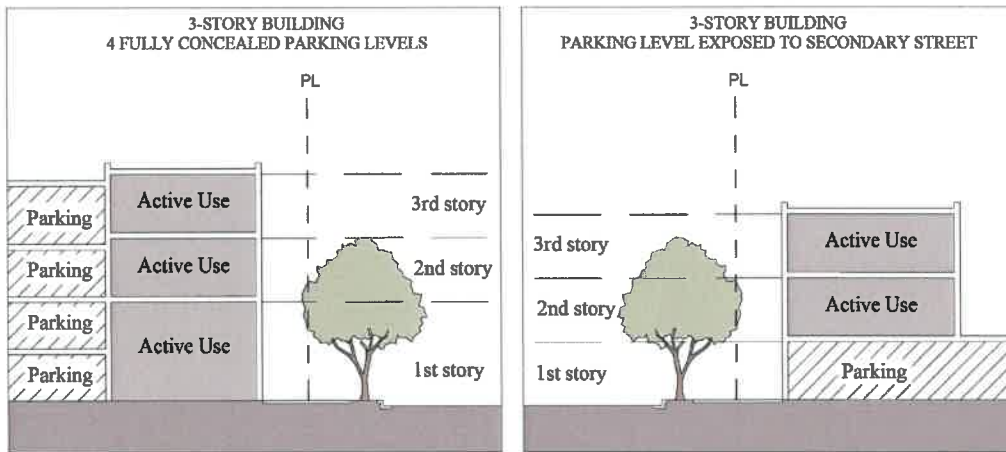 3-STORY BUILDING
4 FULLY CONCEALED PARKING LEVELS
PL
Active Use
3rd story
Parking
Active Use
2nd story
Parking
Parking
Active Use
1st story
Parking
3-STORY BUILDING
PARKING LEVEL EXPOSED TO SECONDARY STREET
PL
3rd story
Active Use
2nd story
Active Use
1st story
Parking